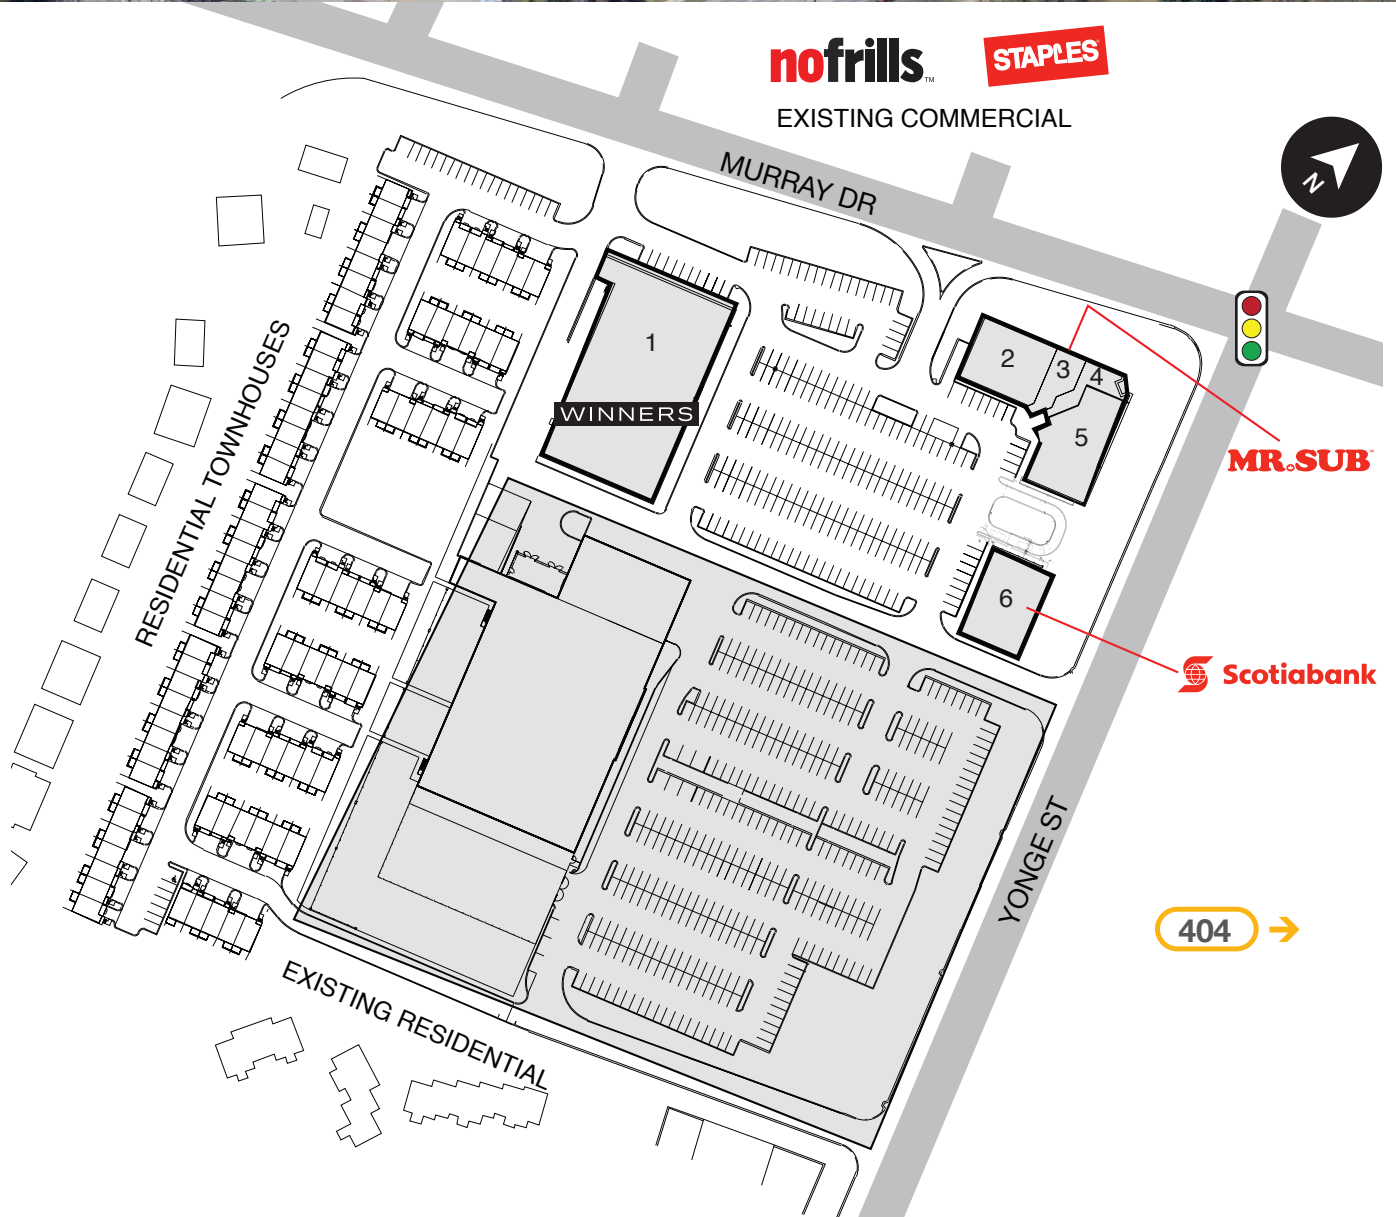 nofrills™
STAPLES
EXISTING COMMERCIAL
MURRAY DR
N
1
WINNERS
2
3
4
5
MR.SUB
6
Scotiabank
RESIDENTIAL TOWNHOUSES
YONGE ST
404
EXISTING RESIDENTIAL